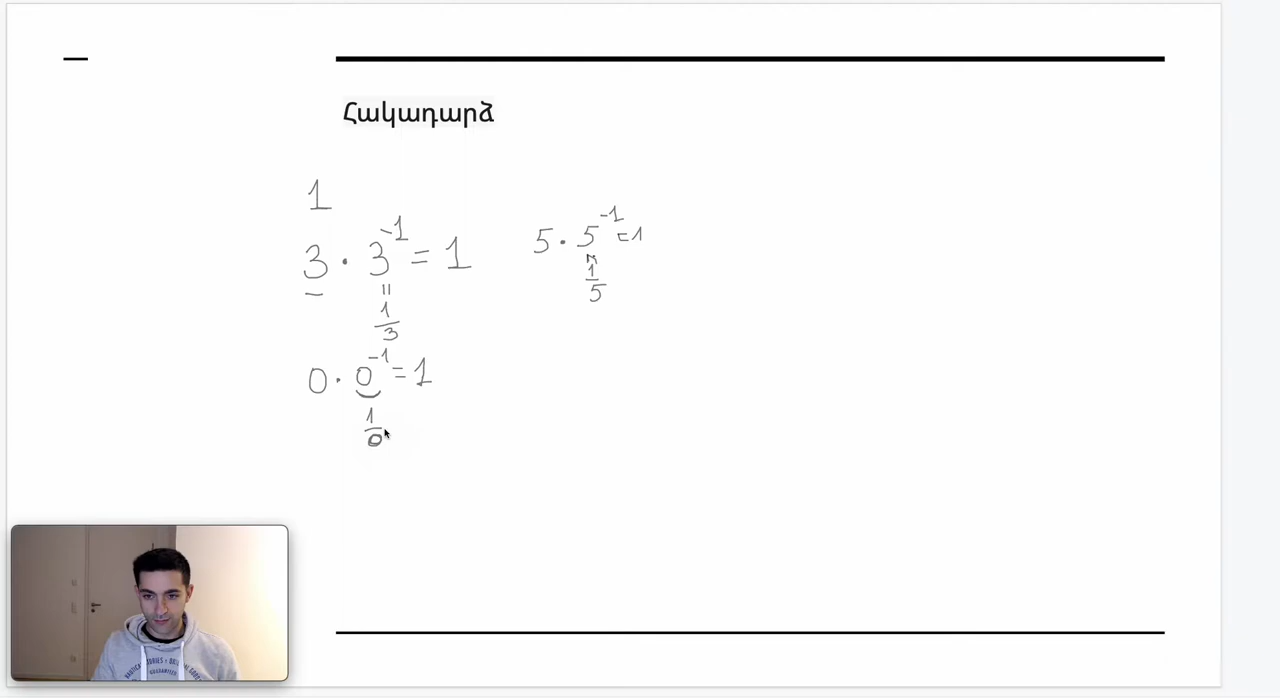 Հակադարձ
1
3 · 3⁻¹ = 1
5 · 5⁻¹ = 1
1/3
1/5
0 · 0⁻¹ = 1
1/0